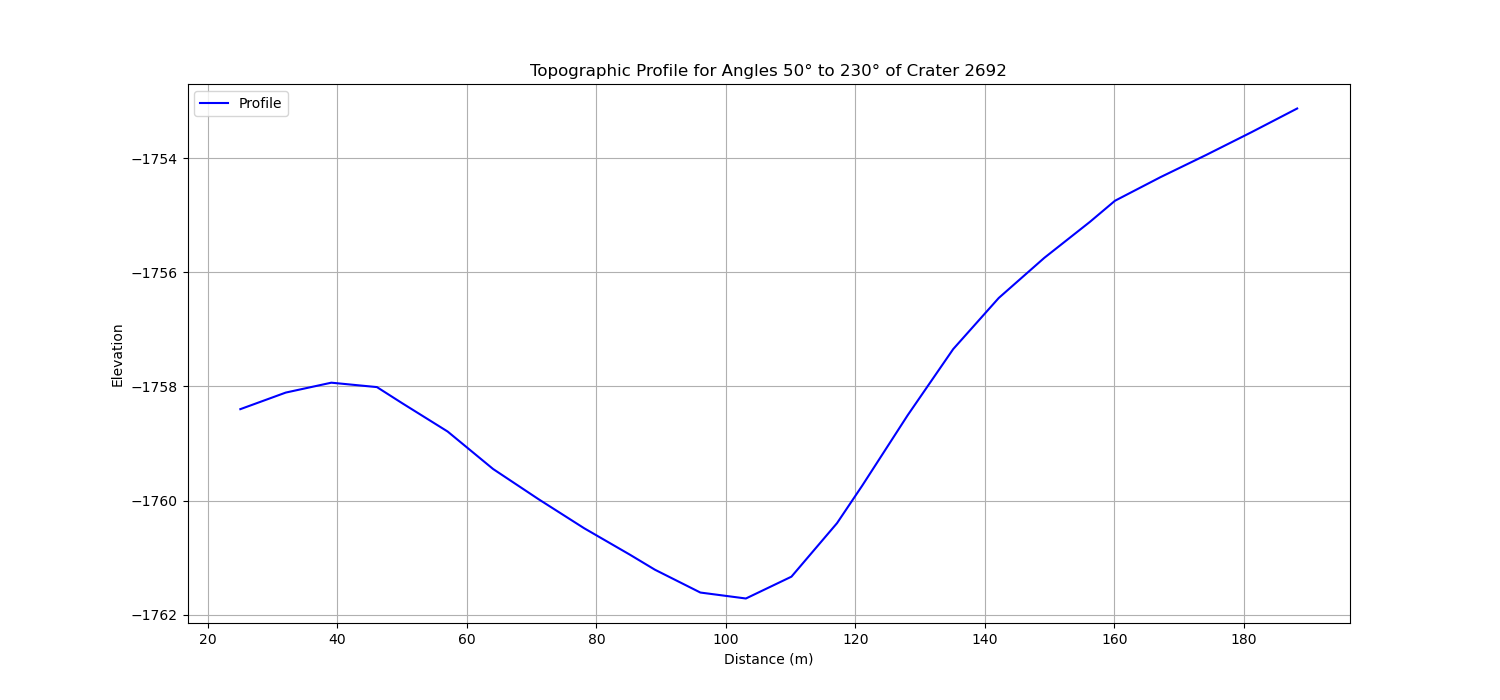 Topographic Profile for Angles 50° to 230° of Crater 2692
Profile
−1754
−1756
−1758
−1760
−1762
Elevation
20 40 60 80 100 120 140 160 180
Distance (m)